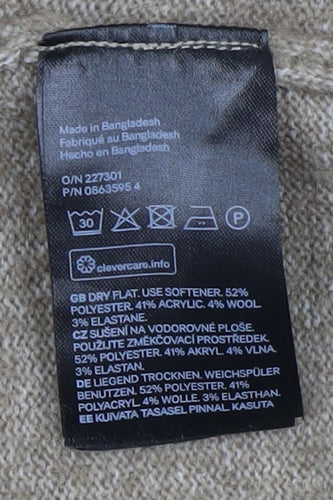 Made in Bangladesh
Fabriqué au Bangladesh
Hecho en Bangladesh
O/N 227301
P/N 0863595 4
30 P
clevercare.info
GB DRY FLAT. USE SOFTENER. 52%
POLYESTER. 41% ACRYLIC. 4% WOOL.
3% ELASTANE.
CZ SUŠENÍ NA VODOROVNÉ PLOŠE.
POUŽIJTE ZMĚKČOVACÍ PROSTŘEDEK.
52% POLYESTER. 41% AKRYL. 4% VLNA.
3% ELASTAN.
DE LIEGEND TROCKNEN. WEICHSPÜLER
BENUTZEN. 52% POLYESTER. 41%
POLYACRYL. 4% WOLLE. 3% ELASTHAN.
EE KUIVATA TASASEL PINNAL. KASUTA